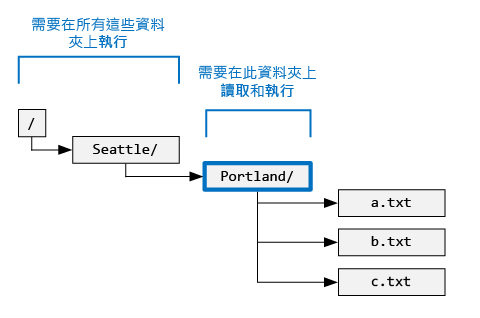 需要在所有這些資料
夾上執行
需要在此資料夾上
讀取和執行
/
Seattle/
Portland/
a.txt
b.txt
c.txt